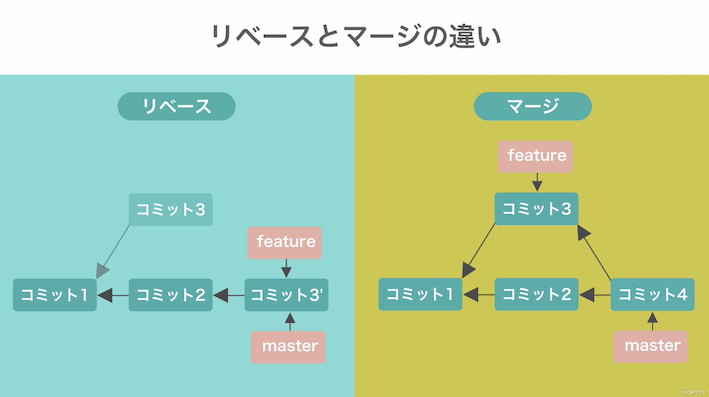 リベースとマージの違い
リベース
コミット3
feature
コミット1
コミット2
コミット3'
master
マージ
feature
コミット3
コミット1
コミット2
コミット4
master
Udemy